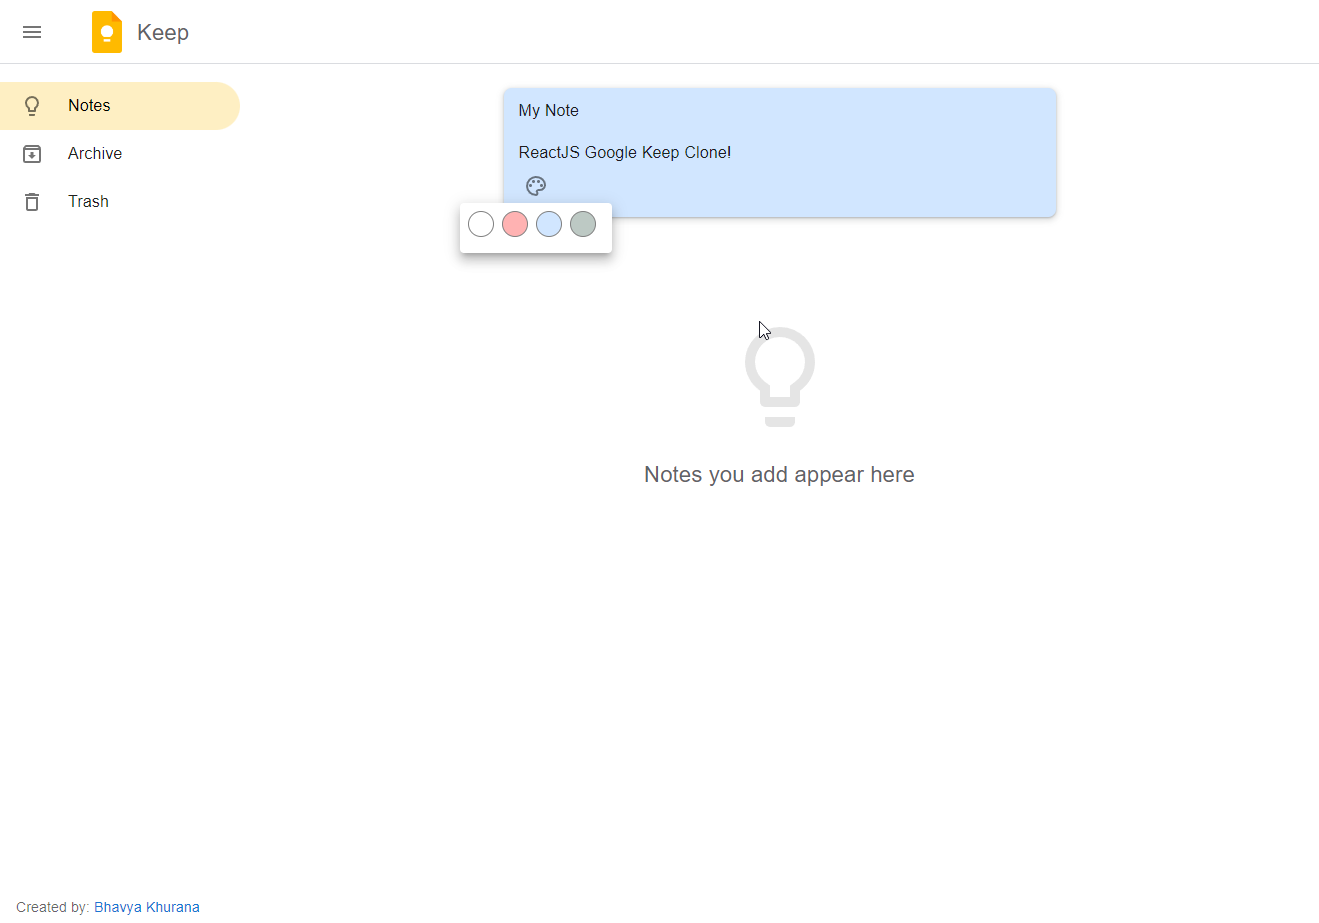 Keep
Notes
Archive
Trash
My Note
ReactJS Google Keep Clone!
Notes you add appear here
Created by: Bhavya Khurana